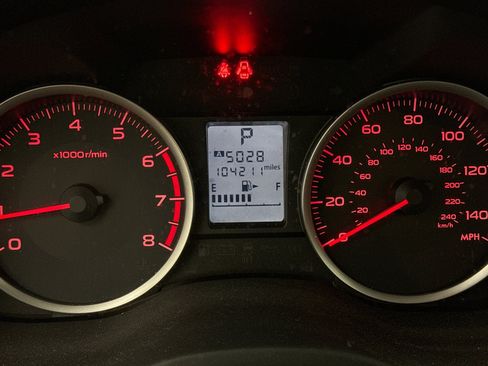 P
A 5028
104211 miles
E F
x1000r/min
0 1 2 3 4 5 6 7 8
0 20 40 60 80 100 120 140
20 40 60 80 100 120 140 160 180 200 220 240
km/h
MPH